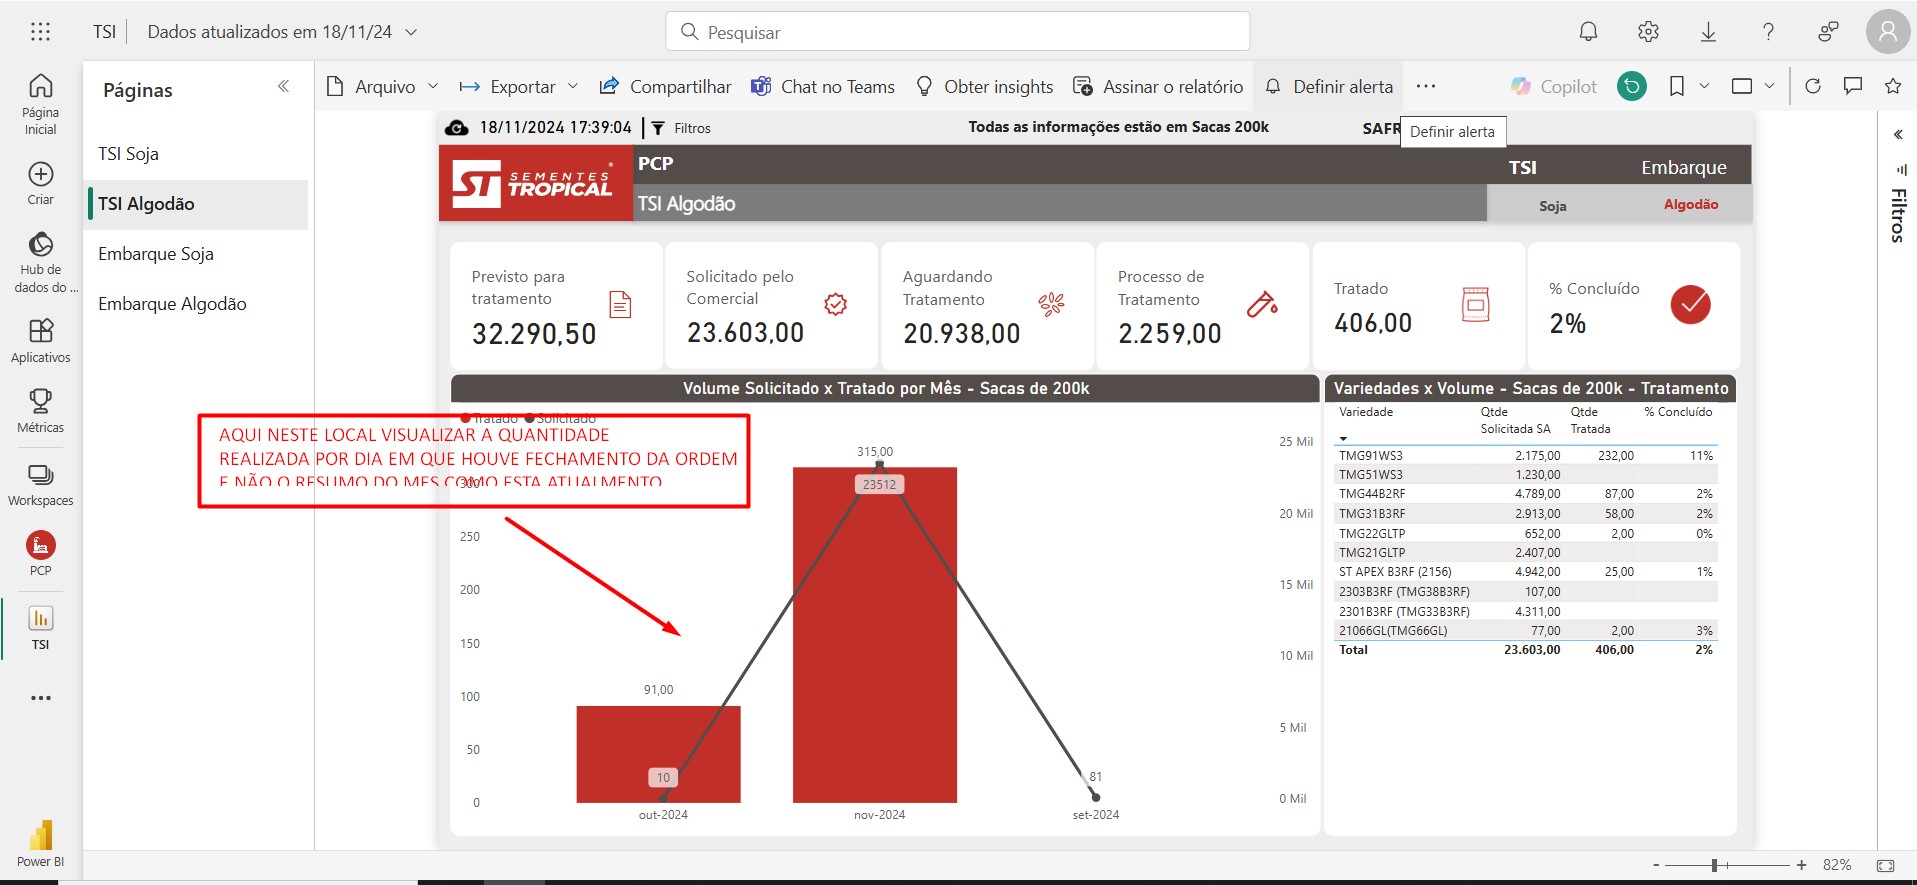 TSI
Dados atualizados em 18/11/24
Pesquisar
Páginas
TSI Soja
TSI Algodão
Embarque Soja
Embarque Algodão
Página
Inicial
Criar
Hub de
dados do ...
Aplicativos
Métricas
Workspaces
PCP
TSI
Power BI
Arquivo
Exportar
Compartilhar
Chat no Teams
Obter insights
Assinar o relatório
Definir alerta
Copilot
Definir alerta
18/11/2024 17:39:04
Filtros
Todas as informações estão em Sacas 200k
SAFR
ST SEMENTES
TROPICAL
PCP
TSI Algodão
TSI
Embarque
Soja
Algodão
Filtros
Previsto para
tratamento
32.290,50
Solicitado pelo
Comercial
23.603,00
Aguardando
Tratamento
20.938,00
Processo de
Tratamento
2.259,00
Tratado
406,00
% Concluído
2%
Volume Solicitado x Tratado por Mês - Sacas de 200k
Tratado Solicitado
AQUI NESTE LOCAL VISUALIZAR A QUANTIDADE
REALIZADA POR DIA EM QUE HOUVE FECHAMENTO DA ORDEM
E NÃO O RESUMO DO MES COMO ESTA ATUALMENTO
300
250
200
150
100
50
0
315,00
23512
91,00
10
81
out-2024
nov-2024
set-2024
25 Mil
20 Mil
15 Mil
10 Mil
5 Mil
0 Mil
Variedades x Volume - Sacas de 200k - Tratamento
Variedade Qtde Solicitada SA Qtde Tratada % Concluído
TMG91WS3 2.175,00 232,00 11%
TMG51WS3 1.230,00
TMG44B2RF 4.789,00 87,00 2%
TMG31B3RF 2.913,00 58,00 2%
TMG22GLTP 652,00 2,00 0%
TMG21GLTP 2.407,00
ST APEX B3RF (2156) 4.942,00 25,00 1%
2303B3RF (TMG38B3RF) 107,00
2301B3RF (TMG33B3RF) 4.311,00
21066GL(TMG66GL) 77,00 2,00 3%
Total 23.603,00 406,00 2%
- + 82%